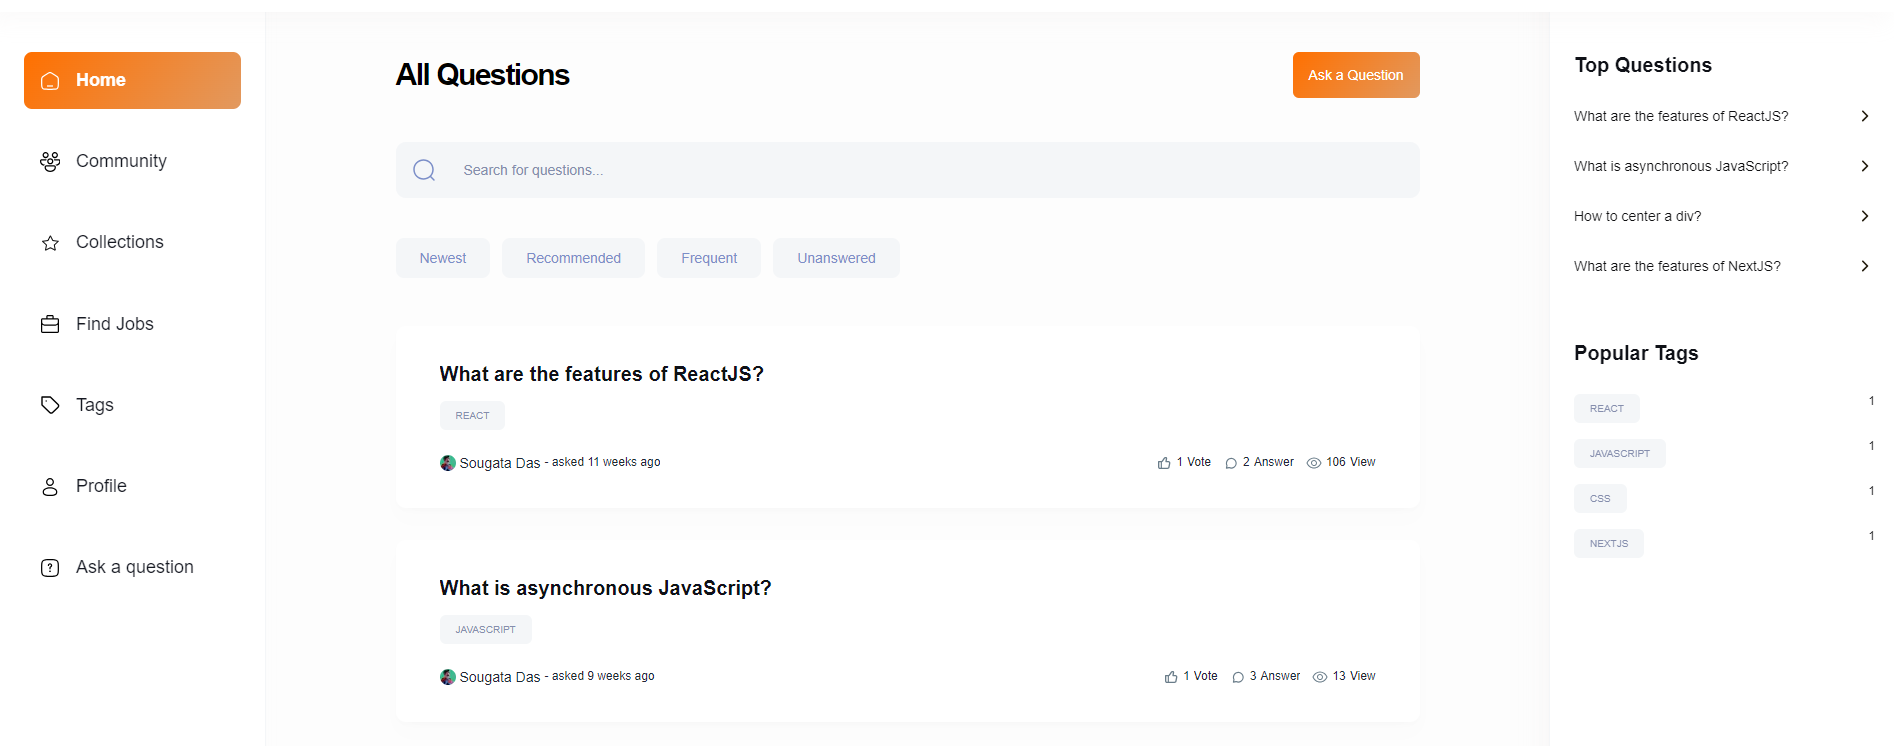 Home
Community
Collections
Find Jobs
Tags
Profile
Ask a question
All Questions
Ask a Question
Search for questions...
Newest
Recommended
Frequent
Unanswered
What are the features of ReactJS?
REACT
Sougata Das - asked 11 weeks ago
1 Vote 2 Answer 106 View
What is asynchronous JavaScript?
JAVASCRIPT
Sougata Das - asked 9 weeks ago
1 Vote 3 Answer 13 View
Top Questions
What are the features of ReactJS?
What is asynchronous JavaScript?
How to center a div?
What are the features of NextJS?
Popular Tags
REACT 1
JAVASCRIPT 1
CSS 1
NEXTJS 1